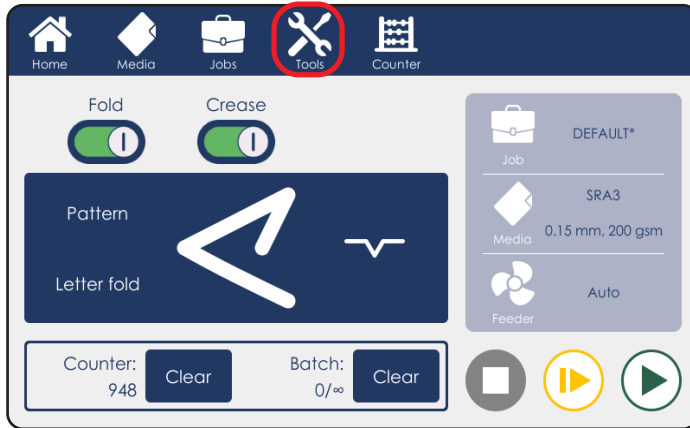 Home Media Jobs Tools Counter
Fold Crease
Pattern
Letter fold
Job DEFAULT*
Media SRA3
0.15 mm, 200 gsm
Feeder Auto
Counter: 948 Clear
Batch: 0/∞ Clear